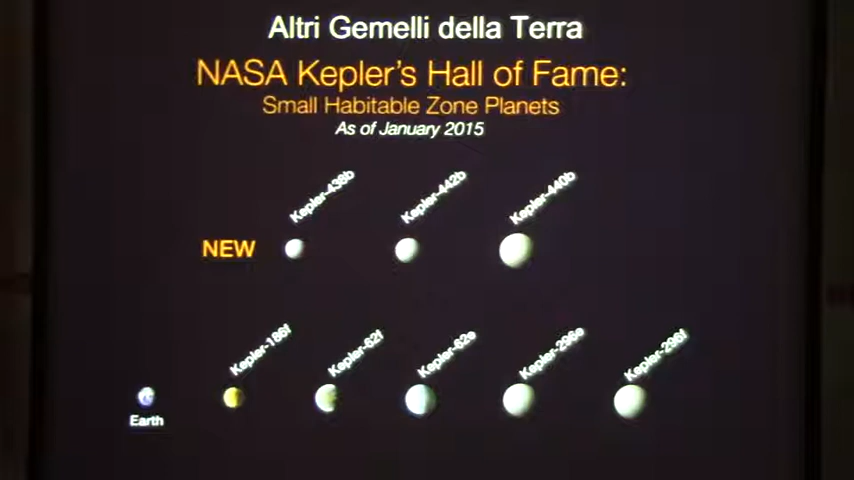 Altri Gemelli della Terra
NASA Kepler's Hall of Fame:
Small Habitable Zone Planets
As of January 2015
Kepler-438b
Kepler-442b
Kepler-440b
NEW
Kepler-186f
Kepler-62f
Kepler-62e
Kepler-296e
Kepler-296f
Earth